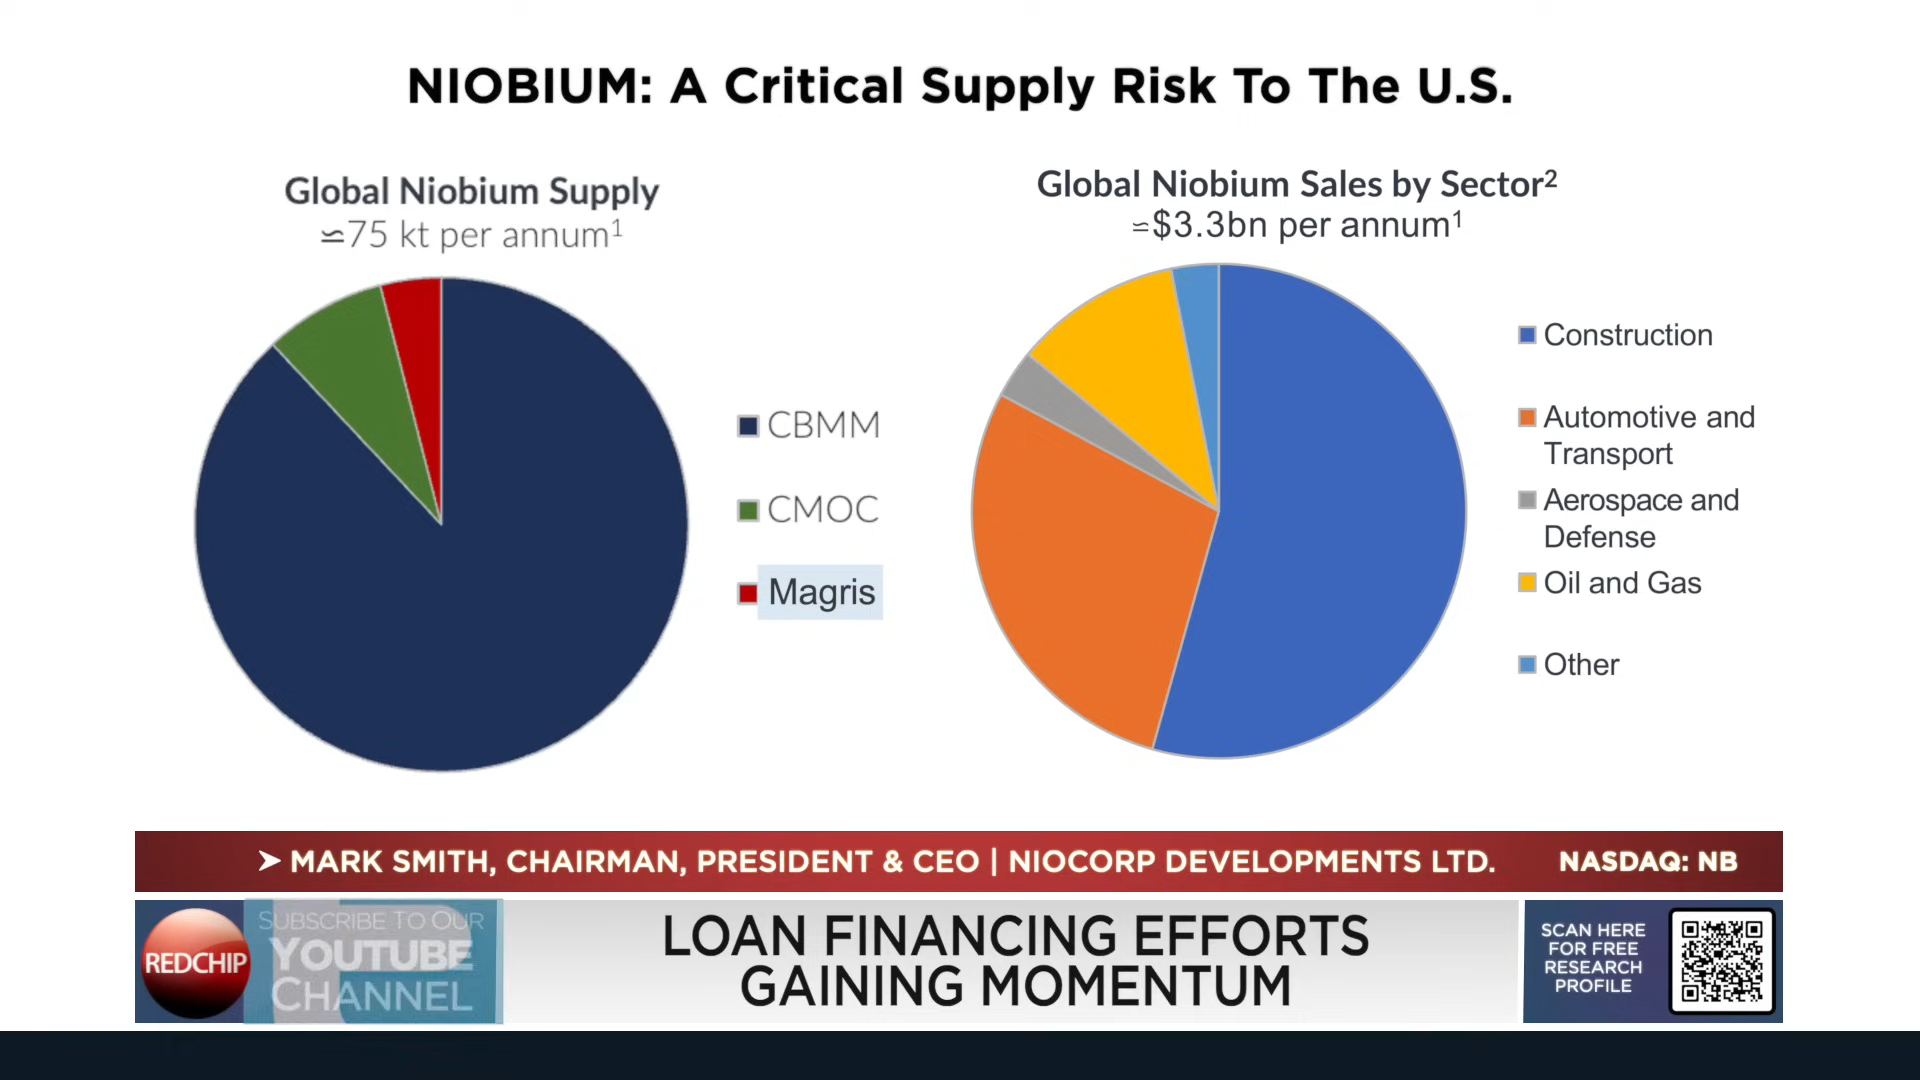 NIOBIUM: A Critical Supply Risk To The U.S.
Global Niobium Supply
≌75 kt per annum¹
CBMM
CMOC
Magris
Global Niobium Sales by Sector²
≌$3.3bn per annum¹
Construction
Automotive and
Transport
Aerospace and
Defense
Oil and Gas
Other
➤ MARK SMITH, CHAIRMAN, PRESIDENT & CEO | NIOCORP DEVELOPMENTS LTD. NASDAQ: NB
REDCHIP
SUBSCRIBE TO OUR
YOUTUBE
CHANNEL
LOAN FINANCING EFFORTS
GAINING MOMENTUM
SCAN HERE
FOR FREE
RESEARCH
PROFILE